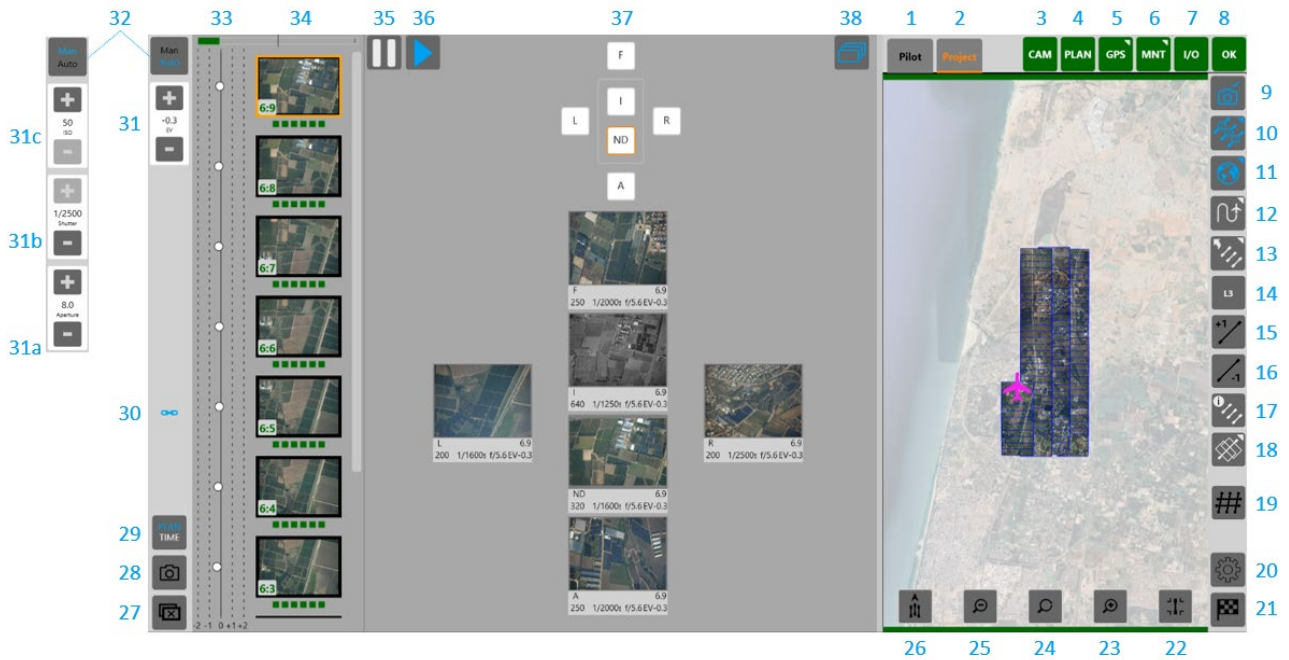 32 33 34 35 36 37 38 1 2 3 4 5 6 7 8
Man
Auto
Man
Auto
F
Pilot Project CAM PLAN GPS MNT I/O OK
6:9
-0.3
EV
31
50
ISO
31c
I
L R
ND
A
9
10
6:8
11
1/2500
Shutter
31b
6:7
12
F 6.9
250 1/2000s f/5.6 EV-0.3
13
8.0
Aperture
31a
6:6
L3 14
+1 15
I 6.9
640 1/1250s f/5.6 EV-0.3
-1 16
30
6:5
L 6.9
200 1/1600s f/5.6 EV-0.3
R 6.9
200 1/2500s f/5.6 EV-0.3
17
18
ND 6.9
320 1/1600s f/5.6 EV-0.3
6:4
19
29
PLAN
TIME
28
6:3
20
27
A 6.9
250 1/2000s f/5.6 EV-0.3
21
-2 -1 0 +1 +2
26 25 24 23 22